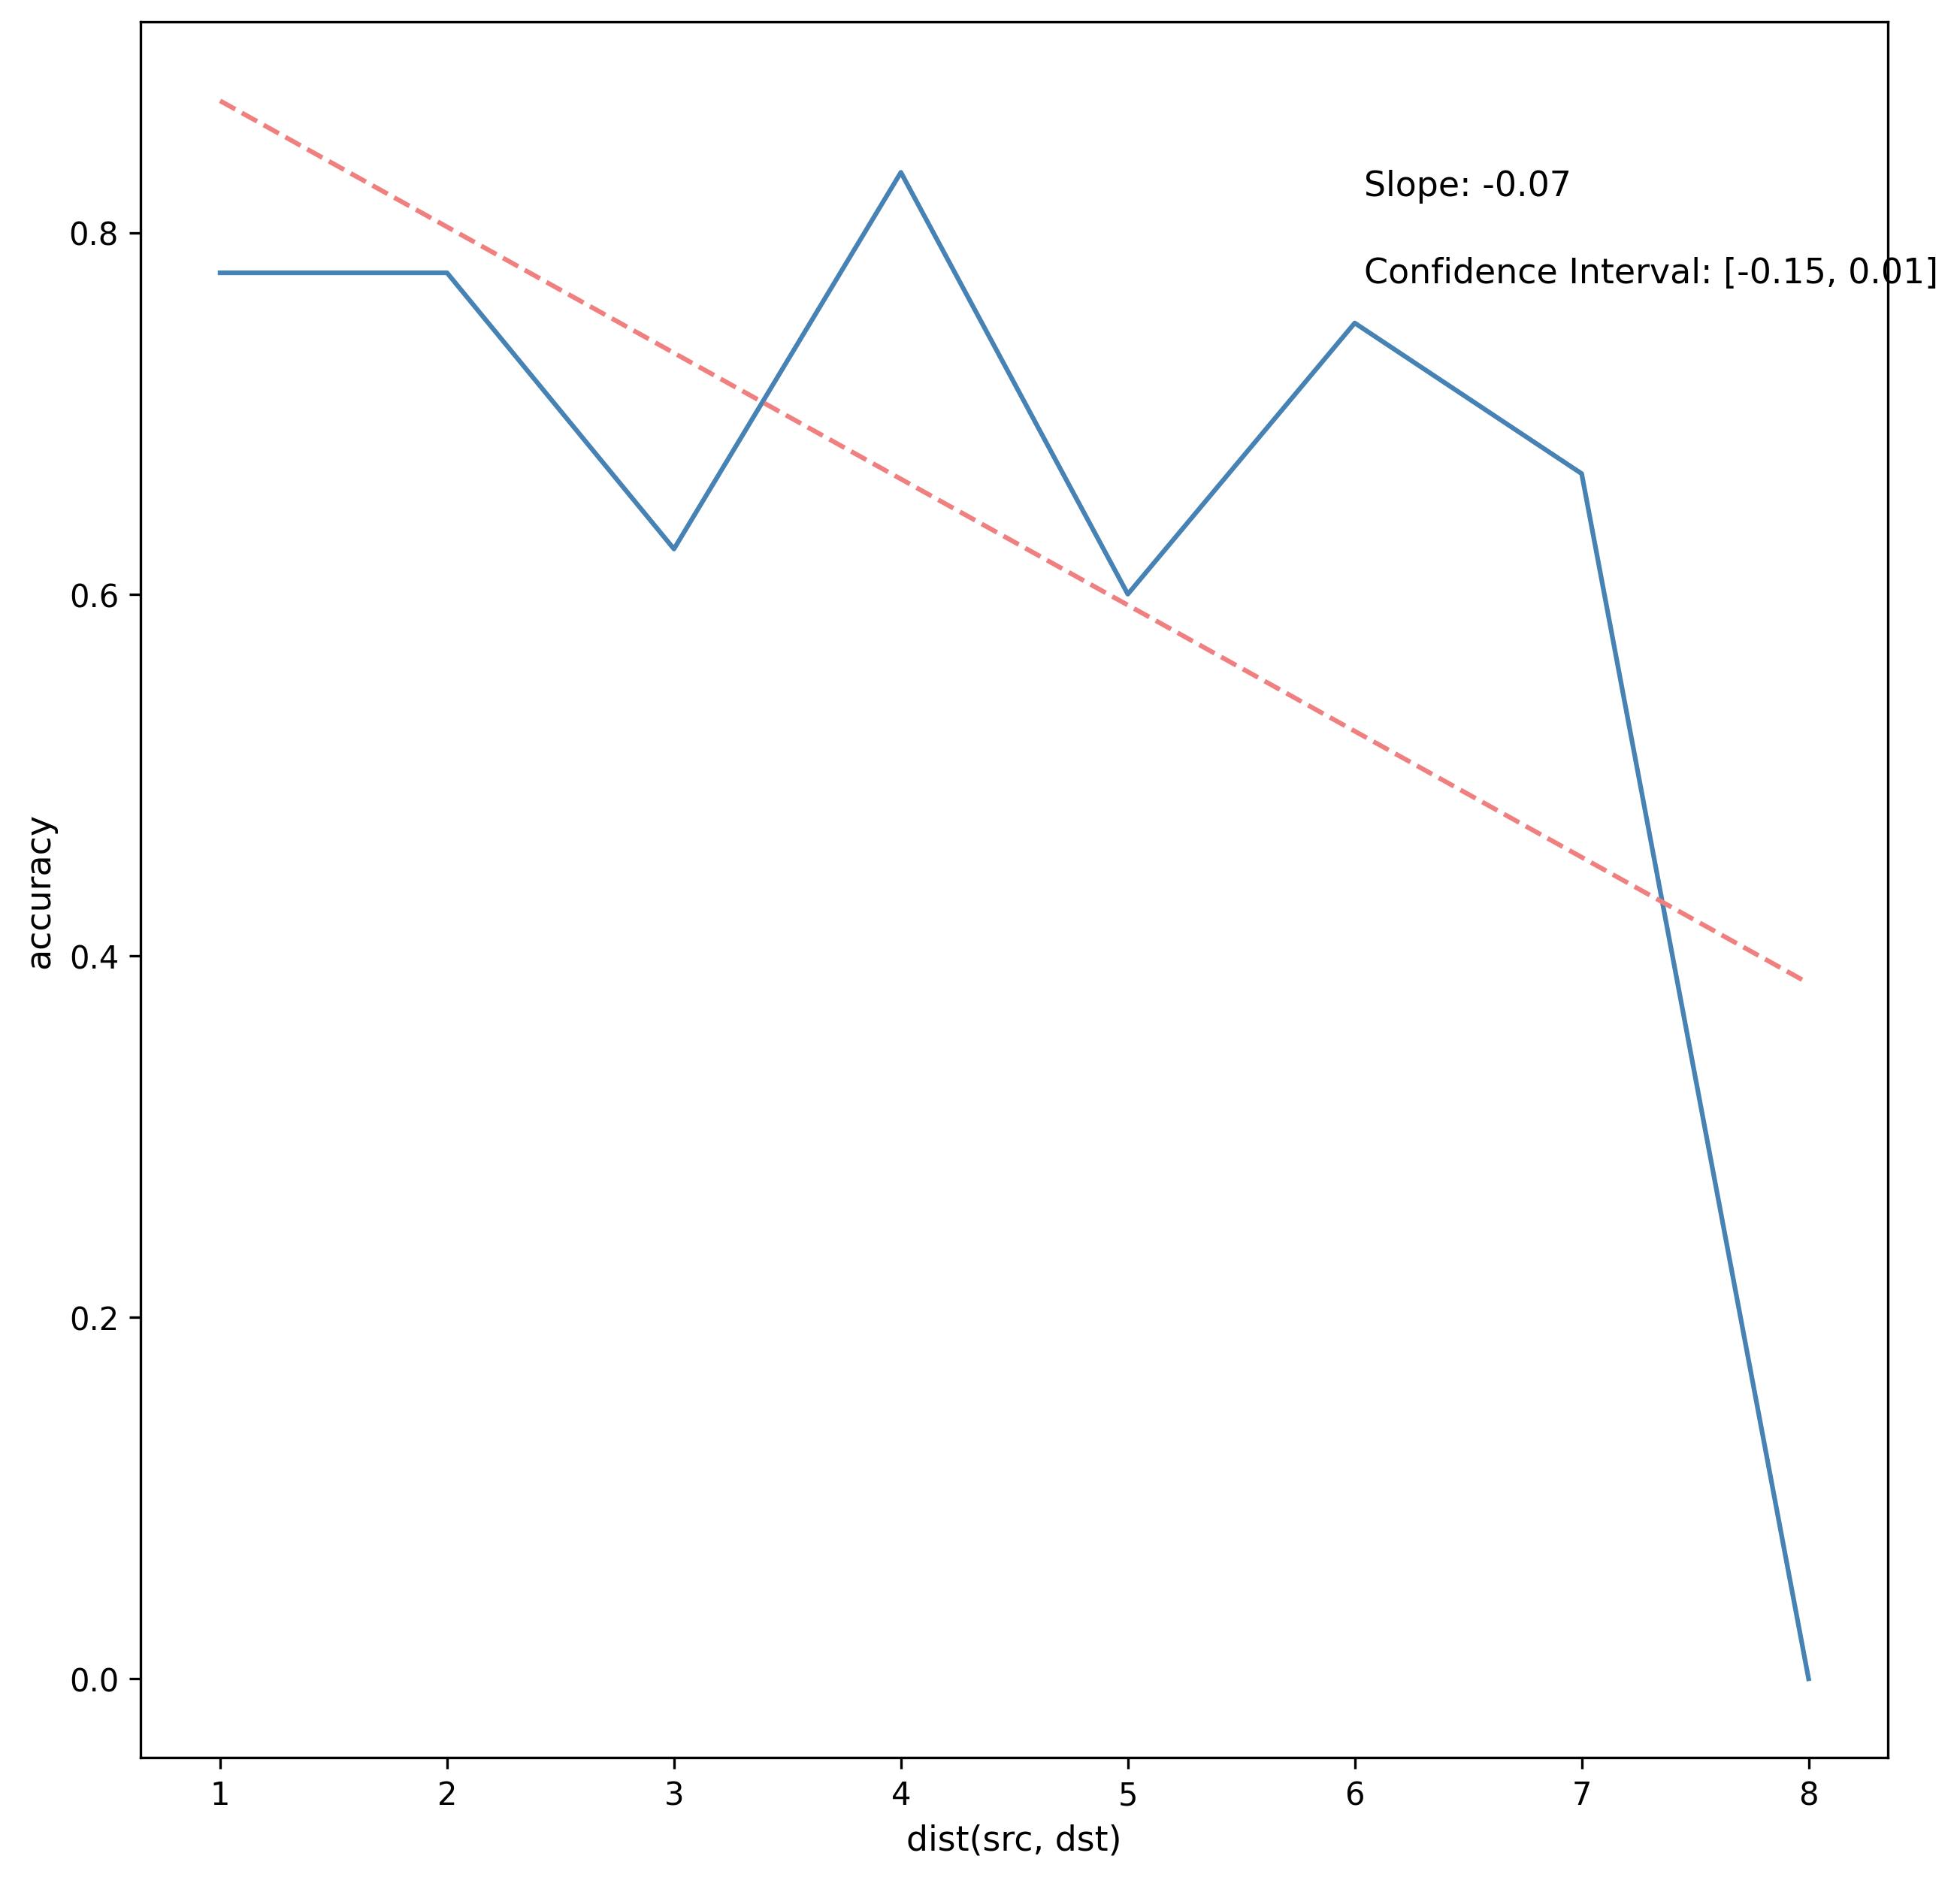 Slope: -0.07
Confidence Interval: [-0.15, 0.01]
0.8
0.6
0.4
0.2
0.0
accuracy
1 2 3 4 5 6 7 8
dist(src, dst)